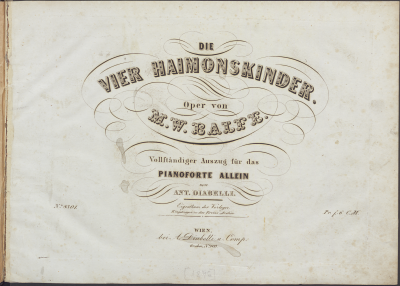 DIE
VIER HAIMONSKINDER.
Oper von
M. W. BALFE.
Vollständiger Auszug für das
PIANOFORTE ALLEIN
von
ANT. DIABELLI.
Eigenthum der Verleger.
WIEN,
bei A. Diabelli u. Comp.